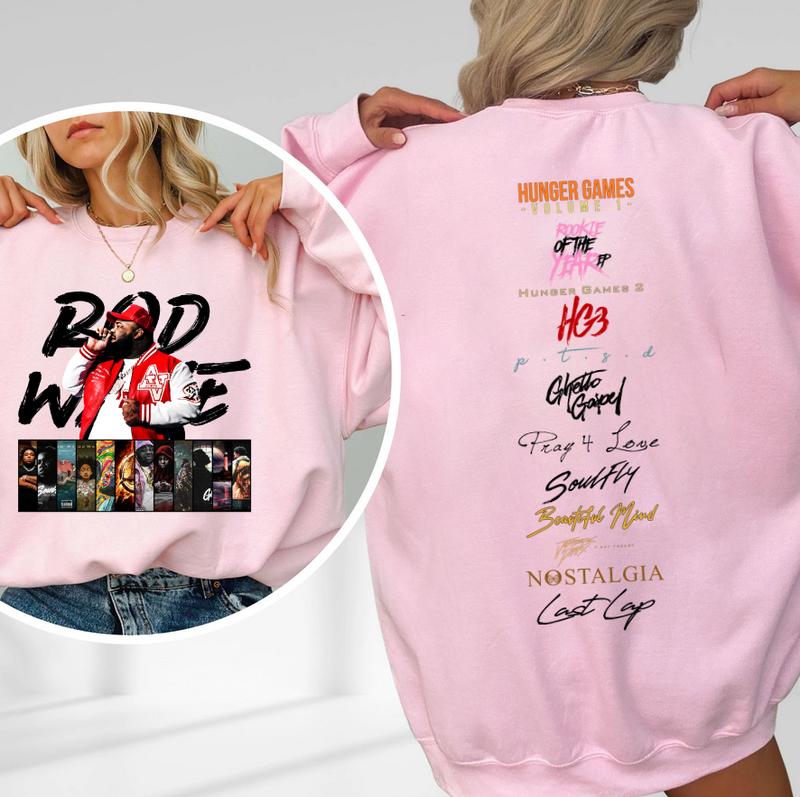 ROD
WAVE
HUNGER GAMES
-VOLUME 1-
ROOKIE
OF THE
YEAR EP
HUNGER GAMES 2
HG3
p.t.s.d
Ghetto
Gospel
Pray 4 Love
SoulFly
Beautiful Mind
NOSTALGIA
Last Lap